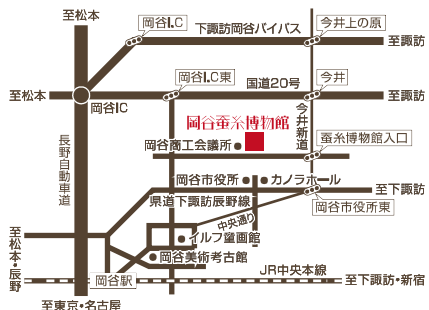 至松本
岡谷I.C
下諏訪岡谷バイパス
今井上の原
至諏訪
岡谷I.C東
今井
至松本
国道20号
至諏訪
岡谷IC
岡谷蚕糸博物館
今井新道
長野自動車道
岡谷商工会議所
蚕糸博物館入口
岡谷市役所
カノラホール
至下諏訪
県道下諏訪辰野線
岡谷市役所東
中央通り
至松本・辰野
イルフ童画館
岡谷美術考古館
JR中央本線
岡谷駅
至下諏訪・新宿
至東京・名古屋